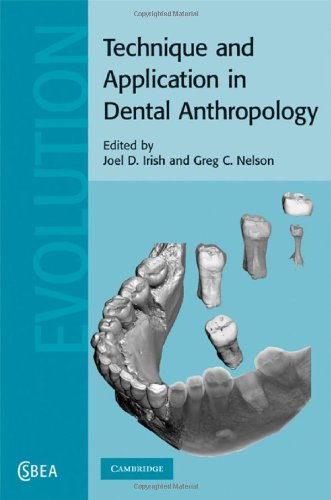 EVOLUTION
Technique and
Application in
Dental Anthropology
Edited by
Joel D. Irish and Greg C. Nelson
CSBEA
CAMBRIDGE